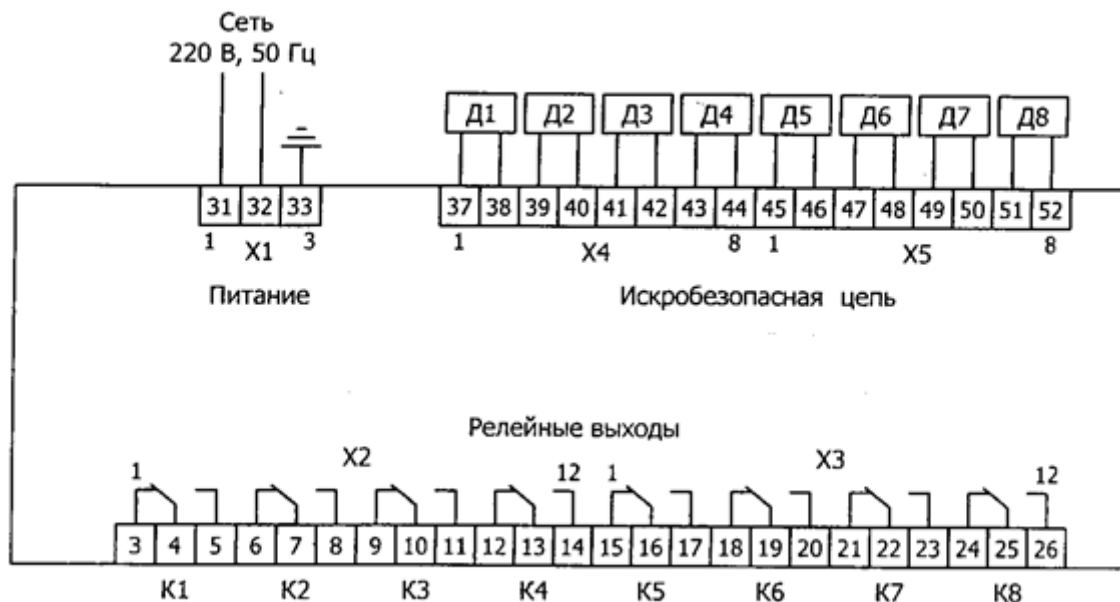 Сеть
220 В, 50 Гц
Д1 Д2 Д3 Д4 Д5 Д6 Д7 Д8
31 32 33 37 38 39 40 41 42 43 44 45 46 47 48 49 50 51 52
1 X1 3 1 X4 8 1 X5 8
Питание Искробезопасная цепь
Релейные выходы
1 X2 12 1 X3 12
3 4 5 6 7 8 9 10 11 12 13 14 15 16 17 18 19 20 21 22 23 24 25 26
К1 К2 К3 К4 К5 К6 К7 К8